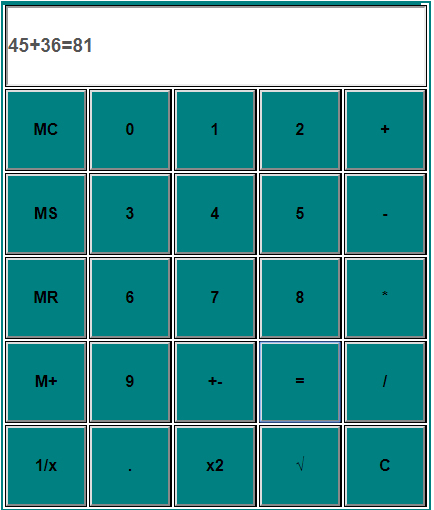 45+36=81
MC 0 1 2 +
MS 3 4 5 -
MR 6 7 8 *
M+ 9 +- = /
1/x . x2 √ C